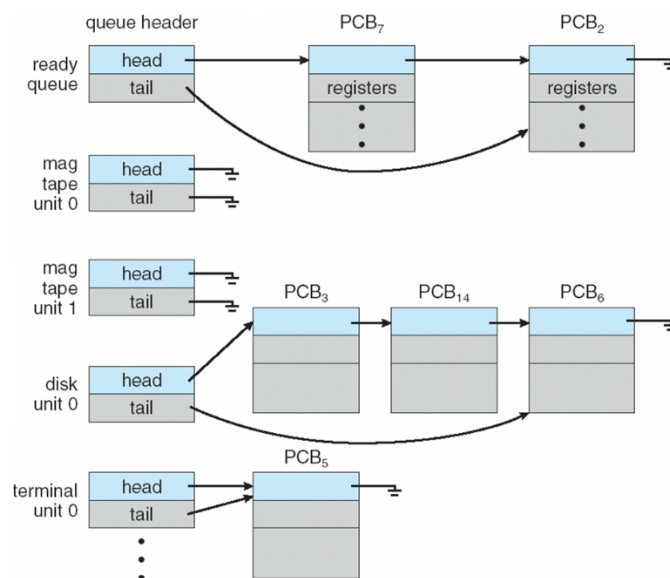 queue header
PCB7
PCB2
ready
queue
head
tail
registers
registers
mag
tape
unit 0
head
tail
mag
tape
unit 1
head
tail
PCB3
PCB14
PCB6
disk
unit 0
head
tail
PCB5
terminal
unit 0
head
tail